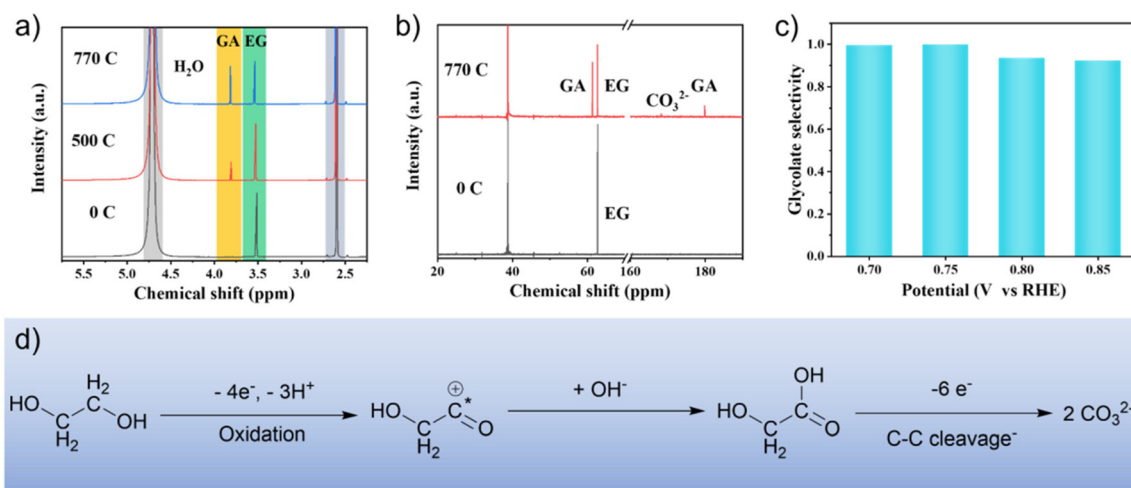 a)
Intensity (a.u.)
770 C
500 C
0 C
H₂O
GA EG
5.5 5.0 4.5 4.0 3.5 3.0 2.5
Chemical shift (ppm)
b)
Intensity (a.u.)
770 C
GA EG CO₃²⁻ GA
0 C
EG
20 40 60 160 180
Chemical shift (ppm)
c)
Glycolate selectivity
1.0
0.8
0.6
0.4
0.2
0.0
0.70 0.75 0.80 0.85
Potential (V vs RHE)
d)
HO C H₂ H₂ C OH
- 4e⁻, - 3H⁺
Oxidation
HO C H₂ ⊕ C * O
+ OH⁻
HO C H₂ OH C O
-6 e⁻
C-C cleavage⁻
2 CO₃²⁻